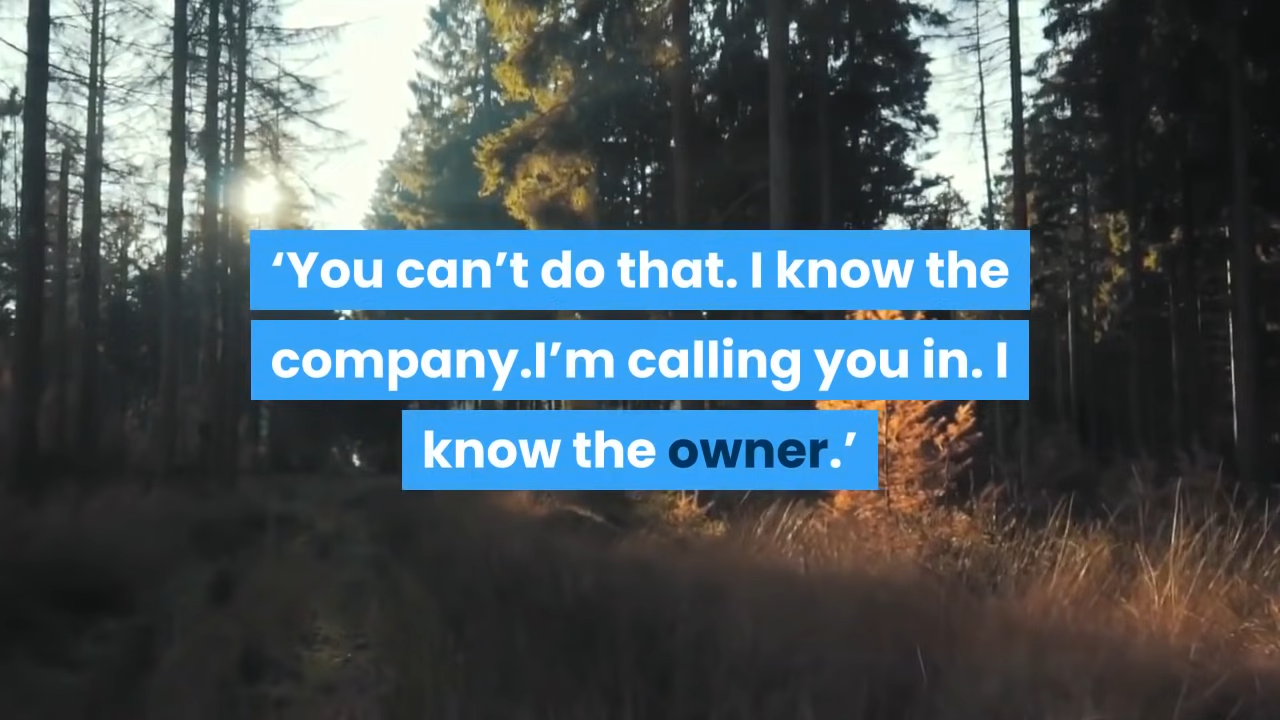 ‘You can’t do that. I know the
company.I’m calling you in. I
know the owner.’